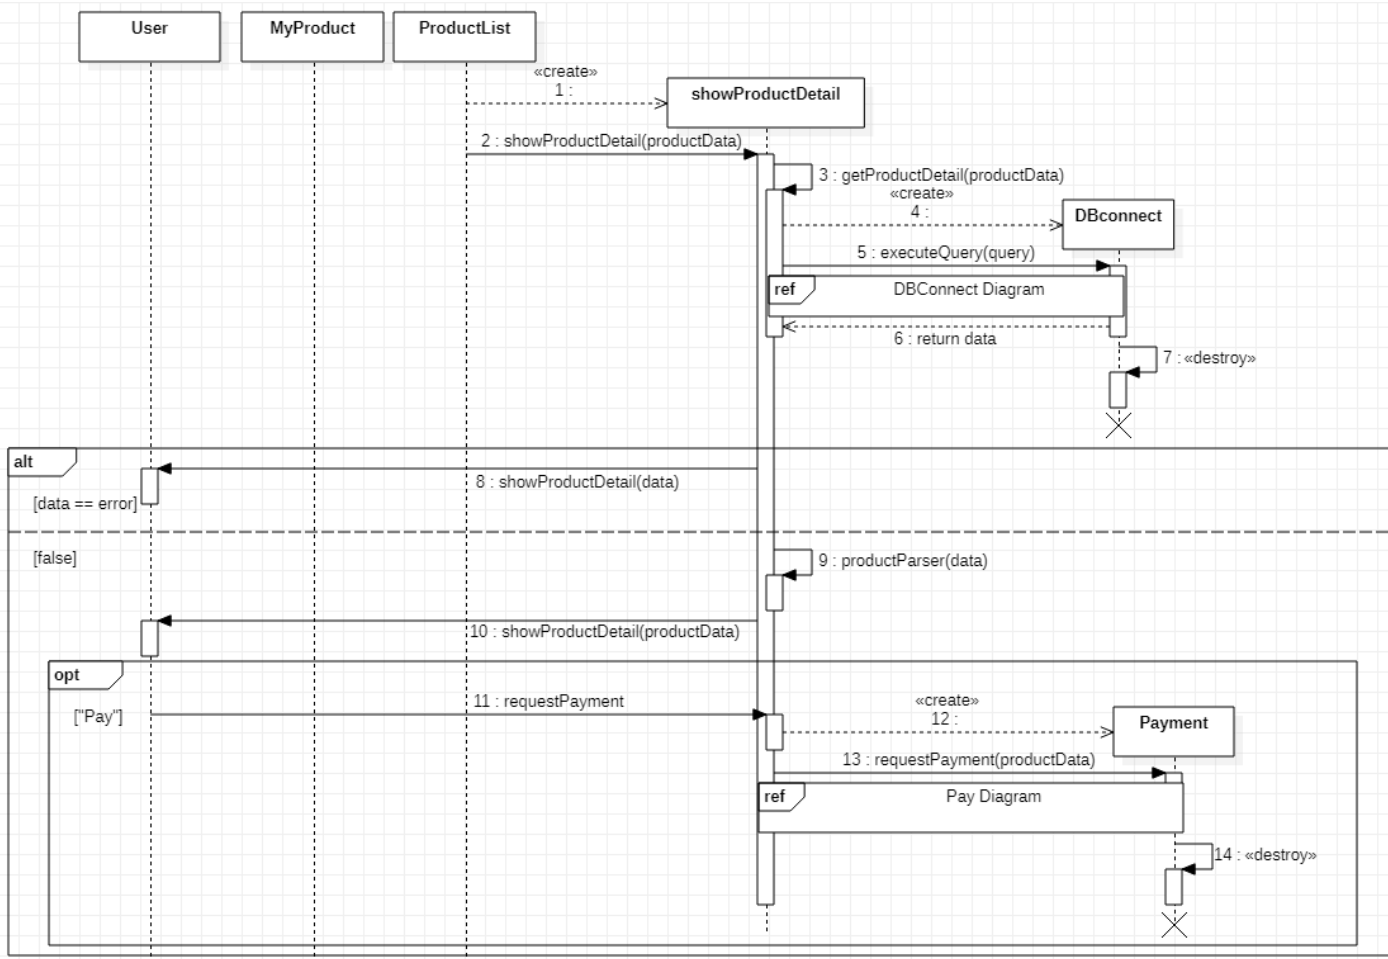 User
MyProduct
ProductList
«create»
1 :
showProductDetail
2 : showProductDetail(productData)
3 : getProductDetail(productData)
«create»
4 :
DBconnect
5 : executeQuery(query)
ref
DBConnect Diagram
6 : return data
7 : «destroy»
alt
8 : showProductDetail(data)
[data == error]
[false]
9 : productParser(data)
10 : showProductDetail(productData)
opt
11 : requestPayment
["Pay"]
«create»
12 :
Payment
13 : requestPayment(productData)
ref
Pay Diagram
14 : «destroy»